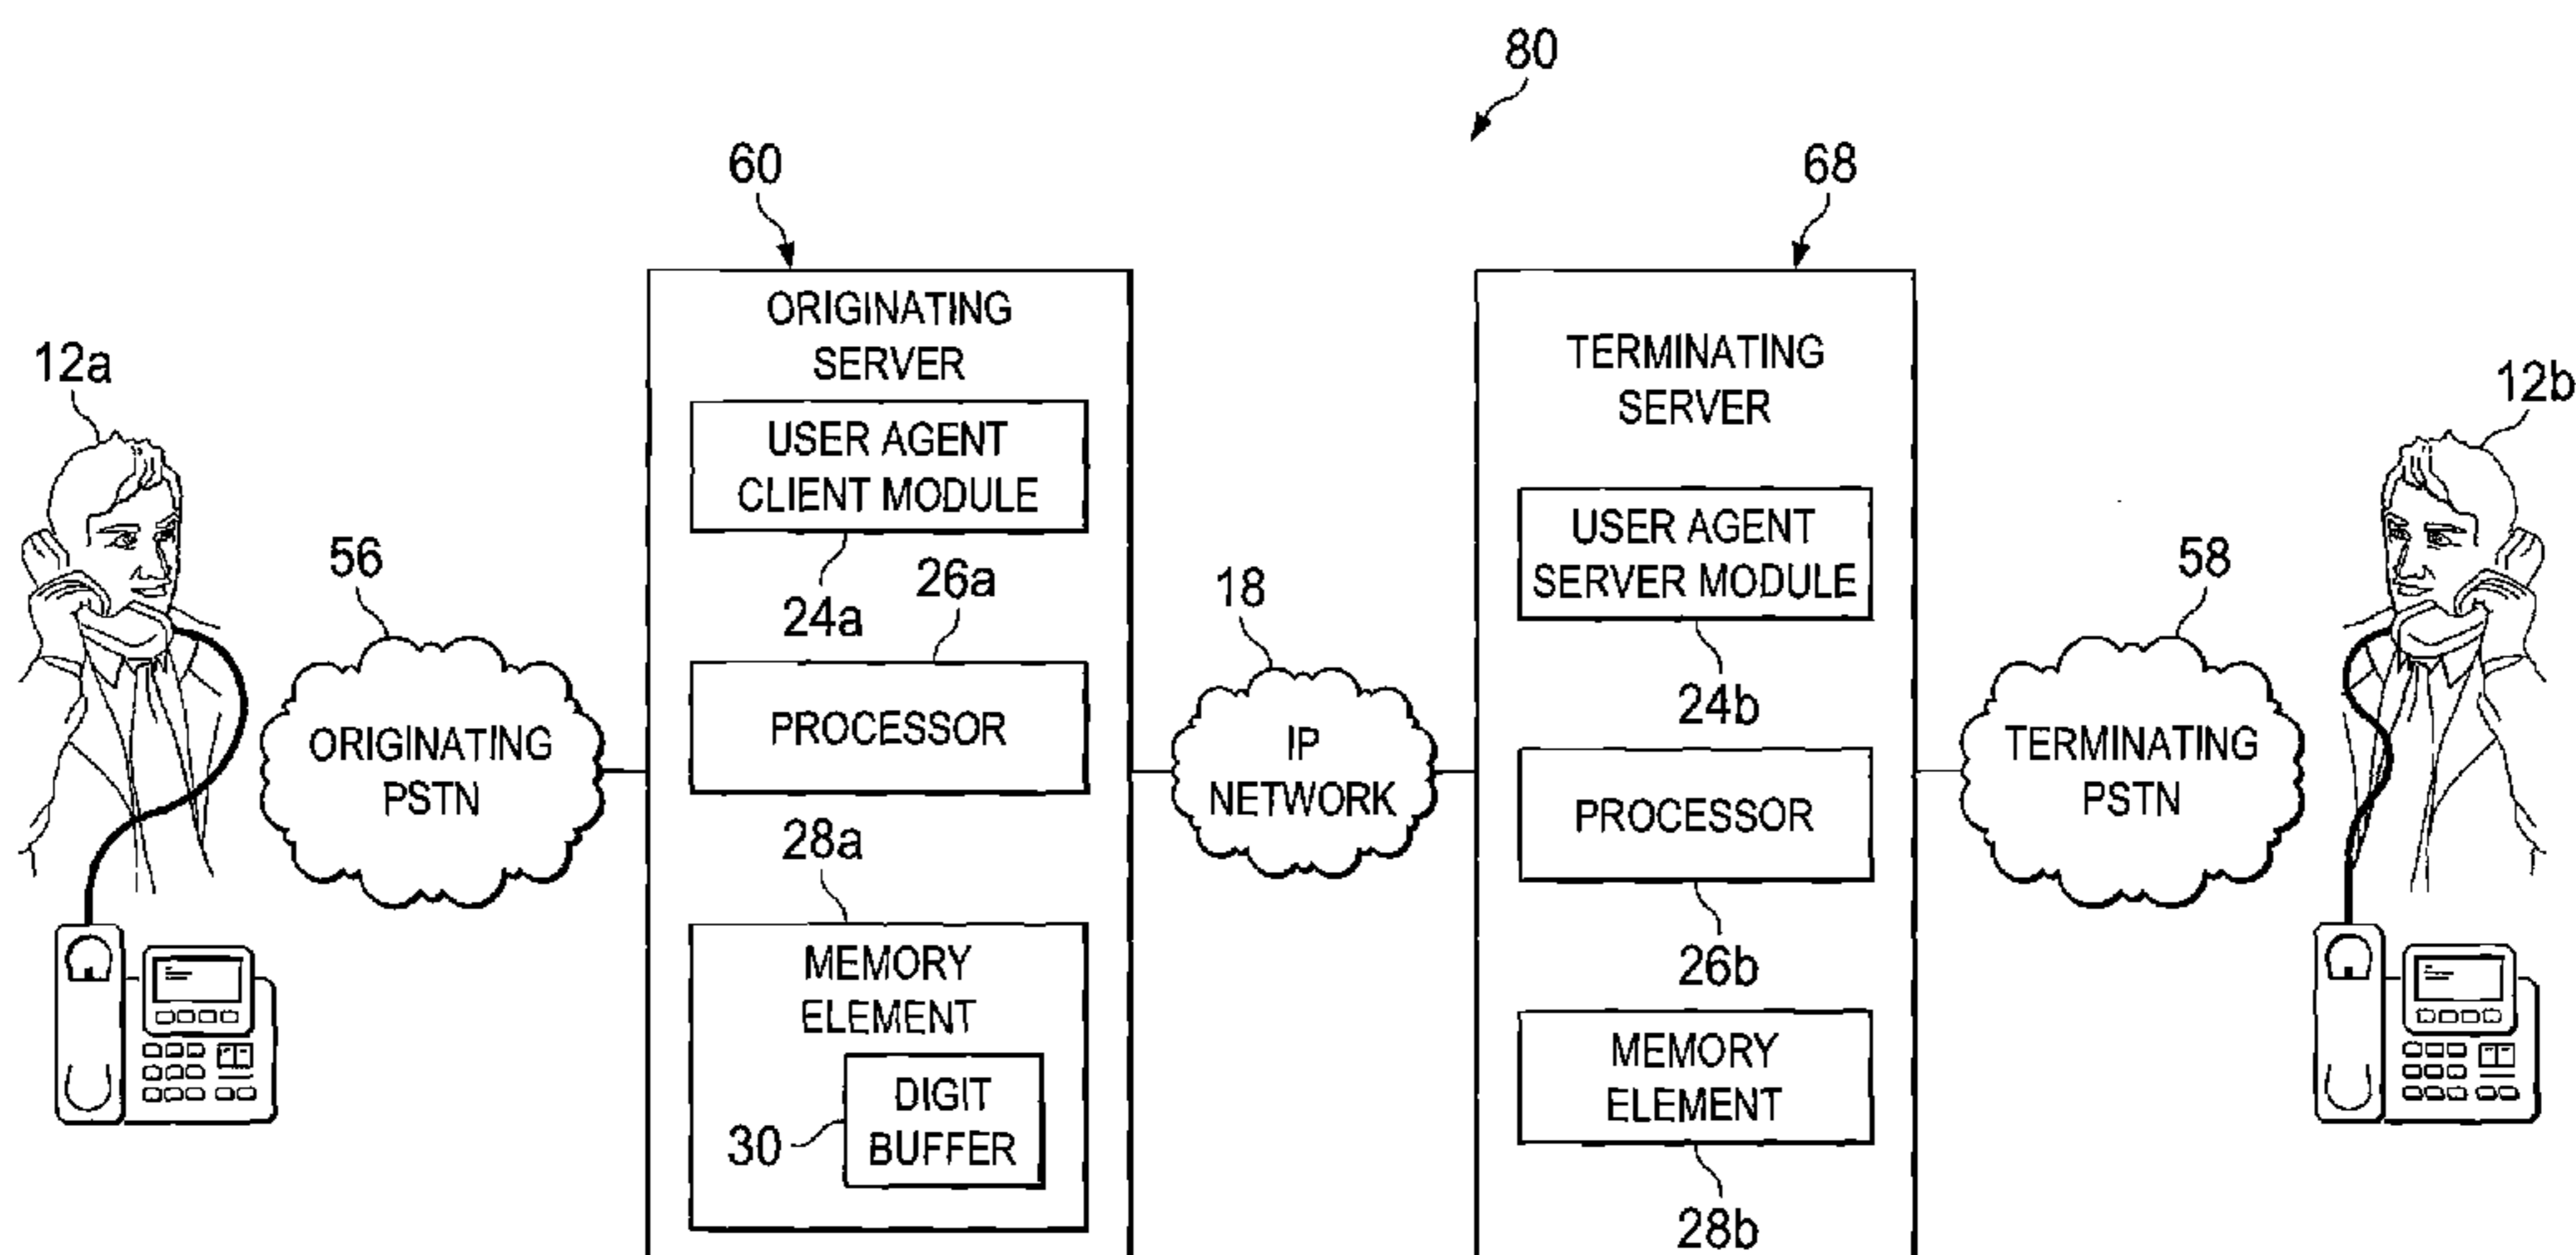 80
60
68
ORIGINATING
SERVER
12a
TERMINATING
SERVER
12b
USER AGENT
CLIENT MODULE
USER AGENT
SERVER MODULE
56
26a
18
58
24a
24b
ORIGINATING
PSTN
PROCESSOR
IP
NETWORK
PROCESSOR
TERMINATING
PSTN
28a
26b
MEMORY
ELEMENT
MEMORY
ELEMENT
30
DIGIT
BUFFER
28b